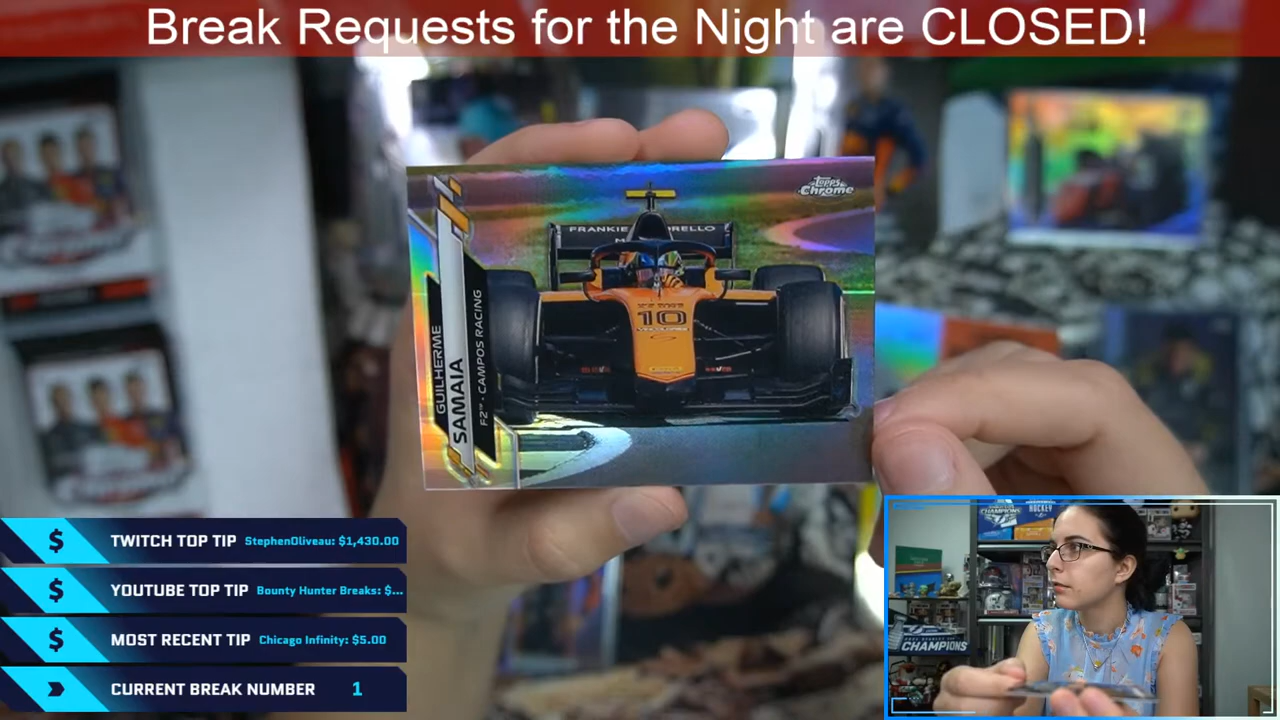 Break Requests for the Night are CLOSED!
Topps
Chrome
FRANKIE
RELLO
10
GUILHERME
SAMAIA
F2™ - CAMPOS RACING
$ TWITCH TOP TIP StephenOliveau: $1,430.00
$ YOUTUBE TOP TIP Bounty Hunter Breaks: $...
$ MOST RECENT TIP Chicago Infinity: $5.00
CURRENT BREAK NUMBER 1
CHAMPIONS
HOCKEY
CHAMPIONS